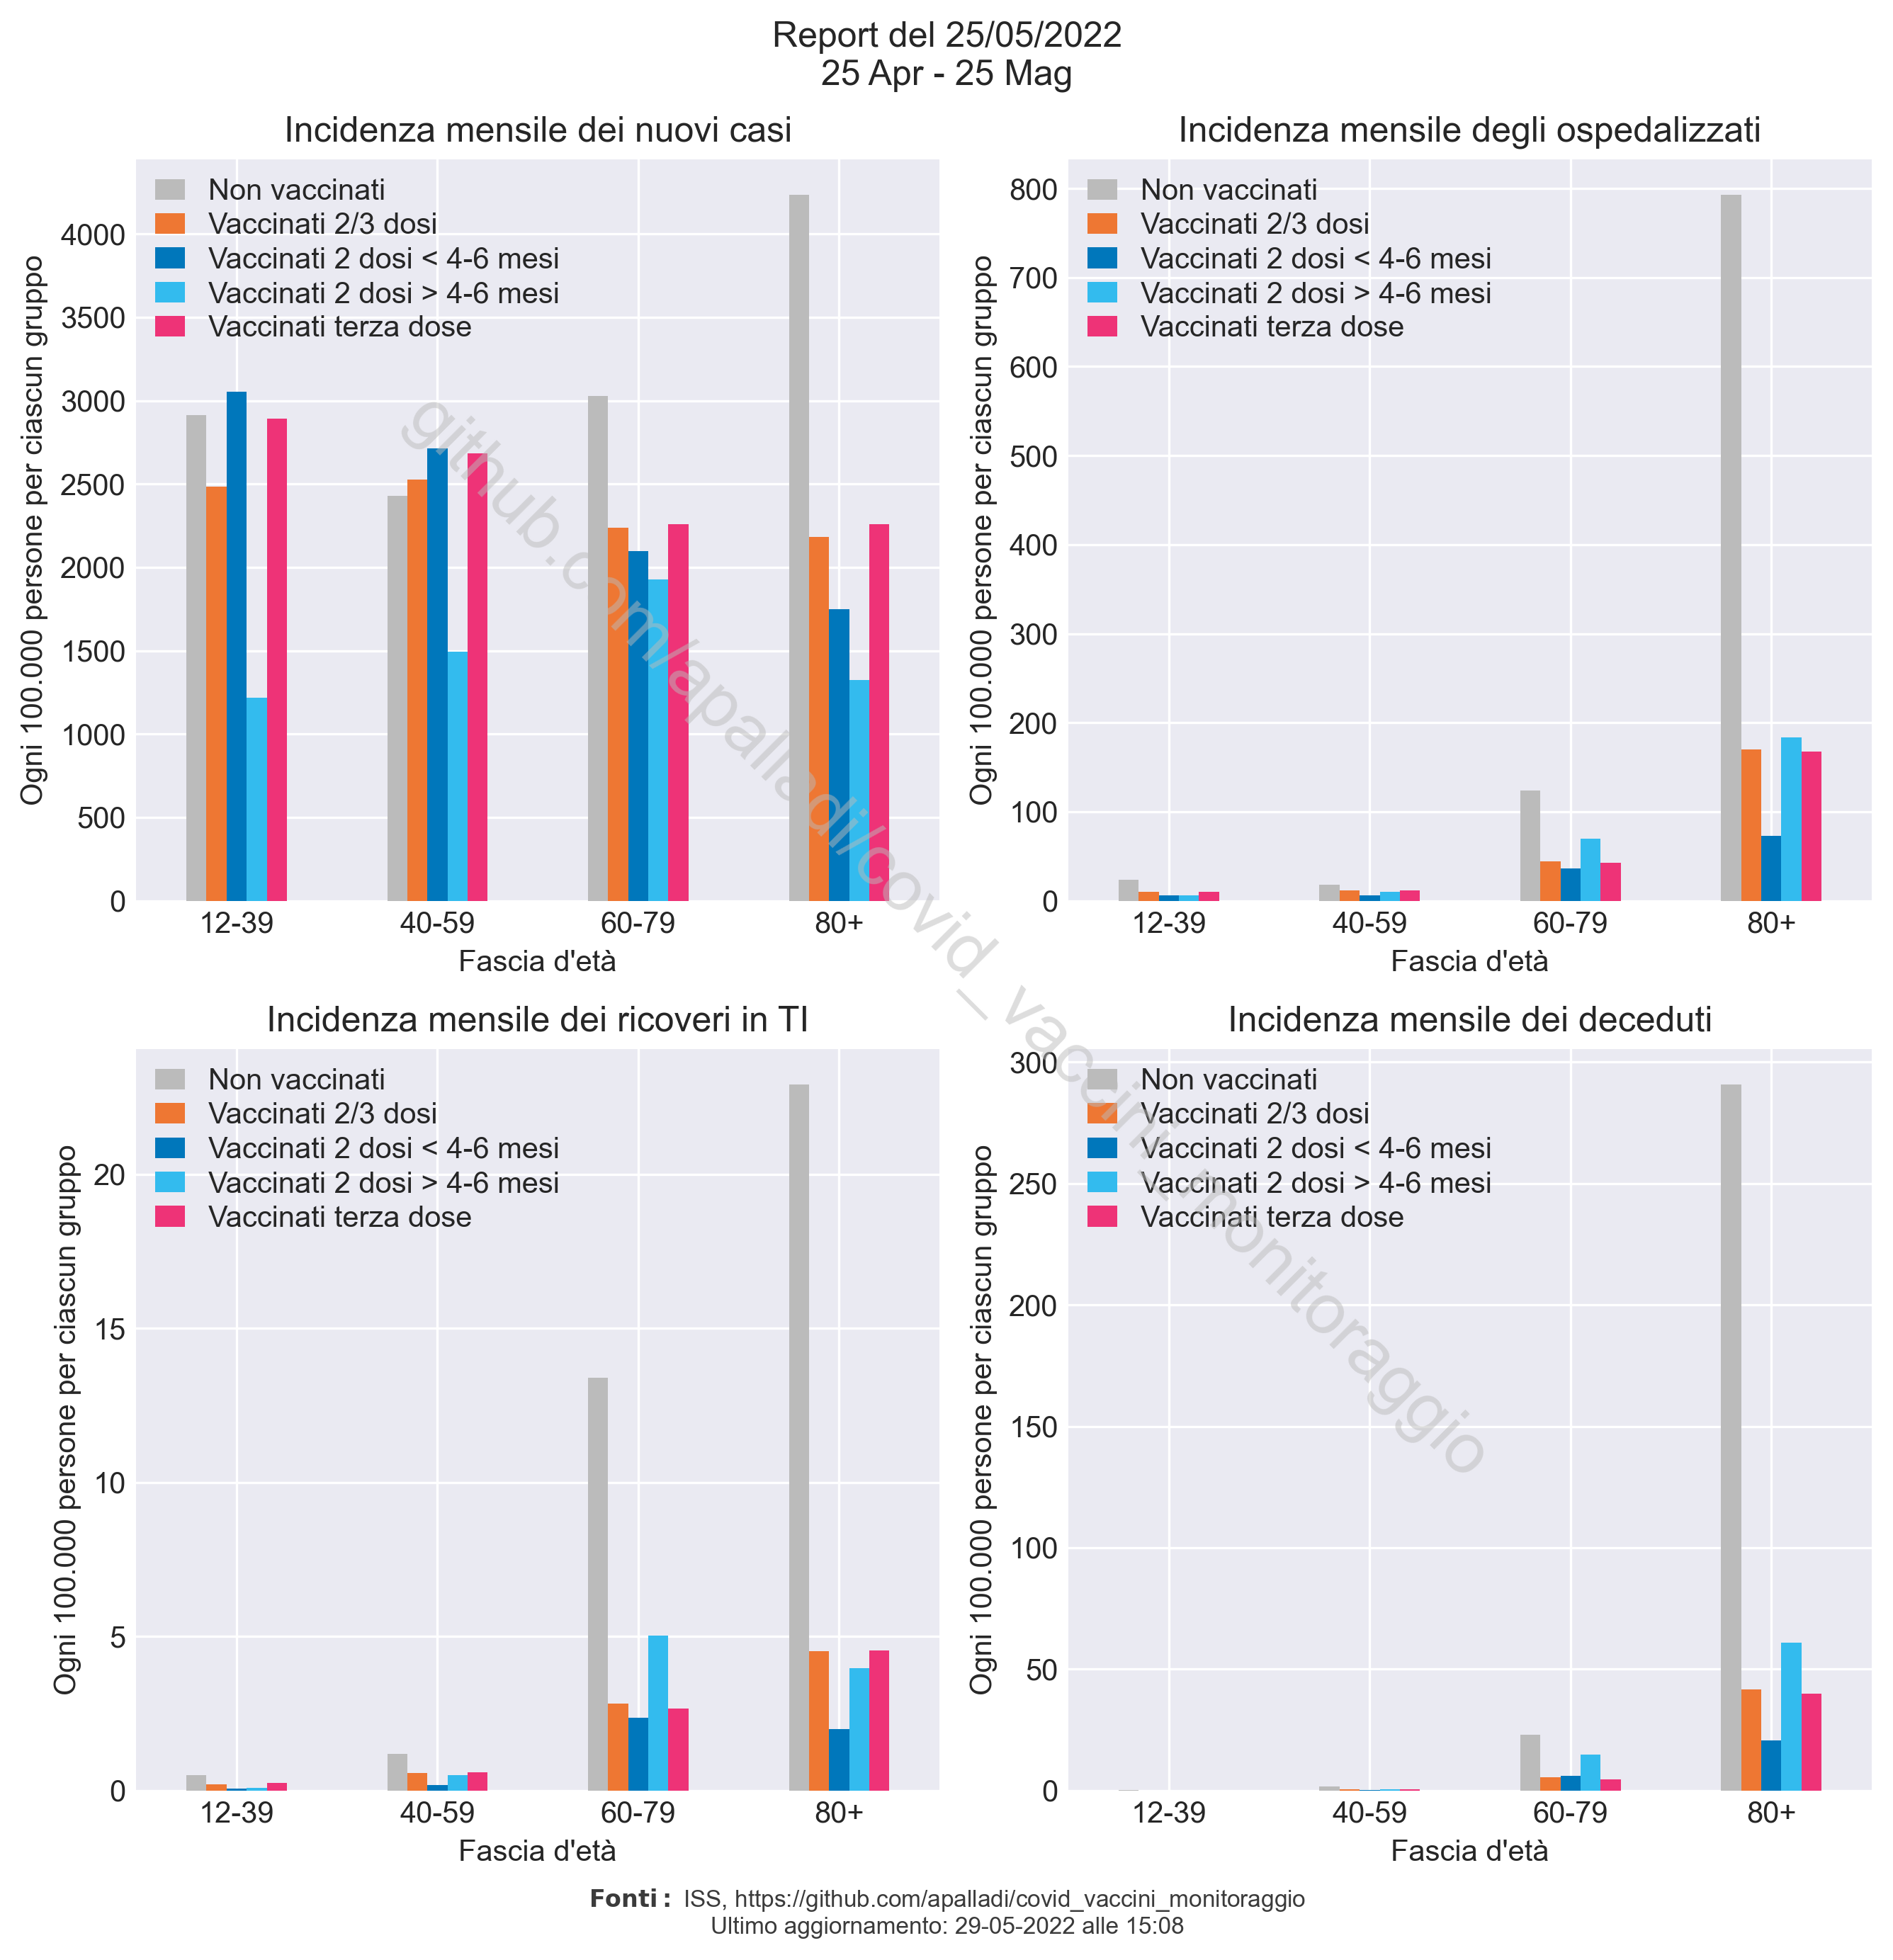 Report del 25/05/2022
25 Apr - 25 Mag
Incidenza mensile dei nuovi casi
Ogni 100.000 persone per ciascun gruppo
4000
3500
3000
2500
2000
1500
1000
500
0
Non vaccinati
Vaccinati 2/3 dosi
Vaccinati 2 dosi < 4-6 mesi
Vaccinati 2 dosi > 4-6 mesi
Vaccinati terza dose
12-39 40-59 60-79 80+
Fascia d'età
Incidenza mensile degli ospedalizzati
Ogni 100.000 persone per ciascun gruppo
800
700
600
500
400
300
200
100
0
Non vaccinati
Vaccinati 2/3 dosi
Vaccinati 2 dosi < 4-6 mesi
Vaccinati 2 dosi > 4-6 mesi
Vaccinati terza dose
12-39 40-59 60-79 80+
Fascia d'età
Incidenza mensile dei ricoveri in TI
Ogni 100.000 persone per ciascun gruppo
20
15
10
5
0
Non vaccinati
Vaccinati 2/3 dosi
Vaccinati 2 dosi < 4-6 mesi
Vaccinati 2 dosi > 4-6 mesi
Vaccinati terza dose
12-39 40-59 60-79 80+
Fascia d'età
Incidenza mensile dei deceduti
Ogni 100.000 persone per ciascun gruppo
300
250
200
150
100
50
0
Non vaccinati
Vaccinati 2/3 dosi
Vaccinati 2 dosi < 4-6 mesi
Vaccinati 2 dosi > 4-6 mesi
Vaccinati terza dose
12-39 40-59 60-79 80+
Fascia d'età
github.com/apalladi/covid_vaccini_monitoraggio
Fonti: ISS, https://github.com/apalladi/covid_vaccini_monitoraggio
Ultimo aggiornamento: 29-05-2022 alle 15:08